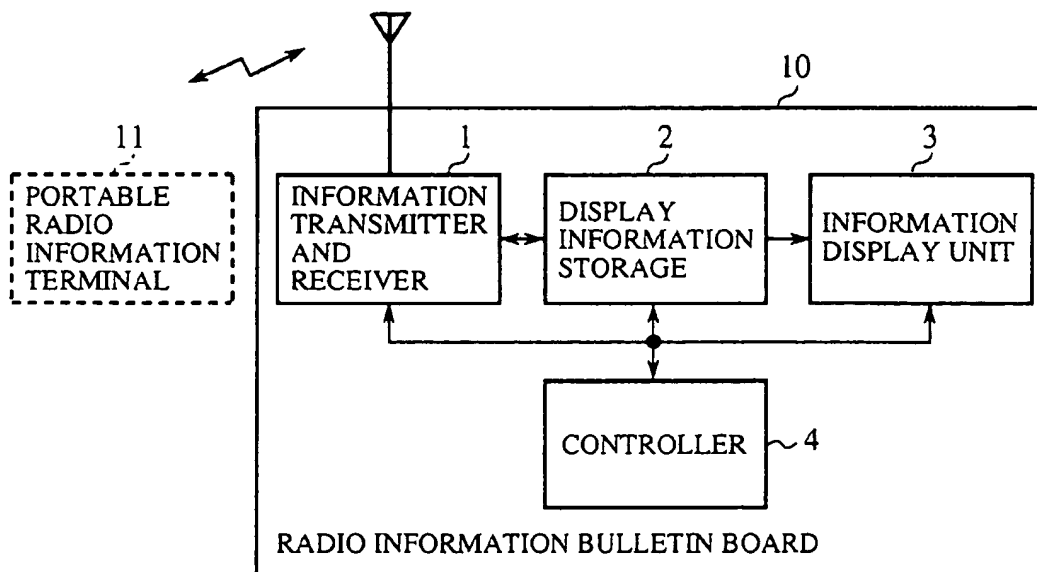 10
11
1
2
3
PORTABLE
RADIO
INFORMATION
TERMINAL
INFORMATION
TRANSMITTER
AND
RECEIVER
DISPLAY
INFORMATION
STORAGE
INFORMATION
DISPLAY UNIT
CONTROLLER
4
RADIO INFORMATION BULLETIN BOARD